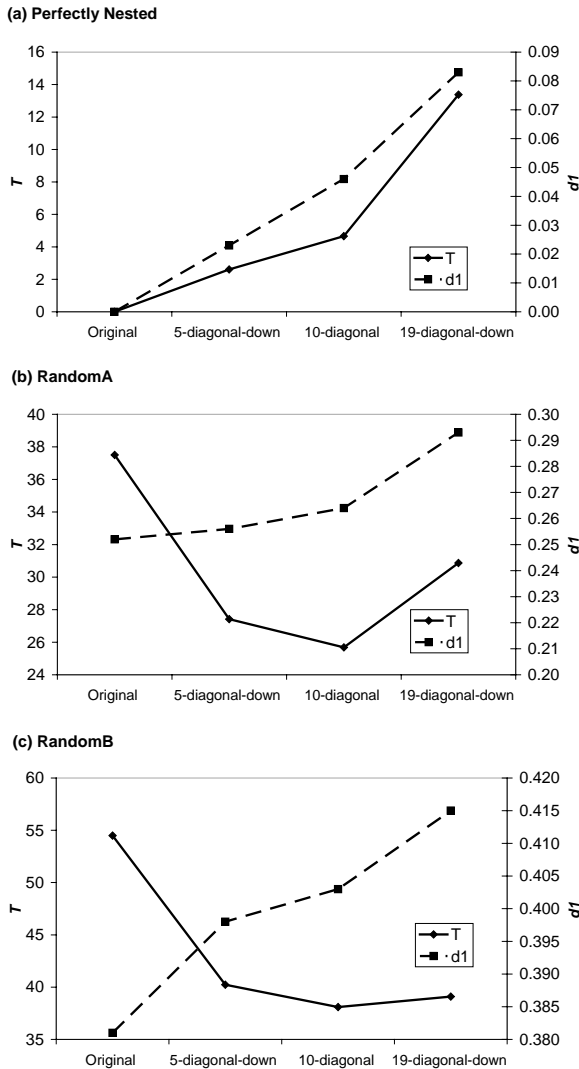 (a) Perfectly Nested
16 0.09
14 0.08
12 0.07
10 0.06
8 0.05
6 0.04
4 0.03
2 0.02
0 0.01
0.00
T
d1
T
d1
Original 5-diagonal-down 10-diagonal 19-diagonal-down
(b) RandomA
40 0.30
38 0.29
36 0.28
34 0.27
32 0.26
30 0.25
28 0.24
26 0.23
24 0.22
0.21
0.20
T
d1
T
d1
Original 5-diagonal-down 10-diagonal 19-diagonal-down
(c) RandomB
60 0.420
55 0.415
50 0.410
45 0.405
40 0.400
35 0.395
0.390
0.385
0.380
T
d1
T
d1
Original 5-diagonal-down 10-diagonal 19-diagonal-down